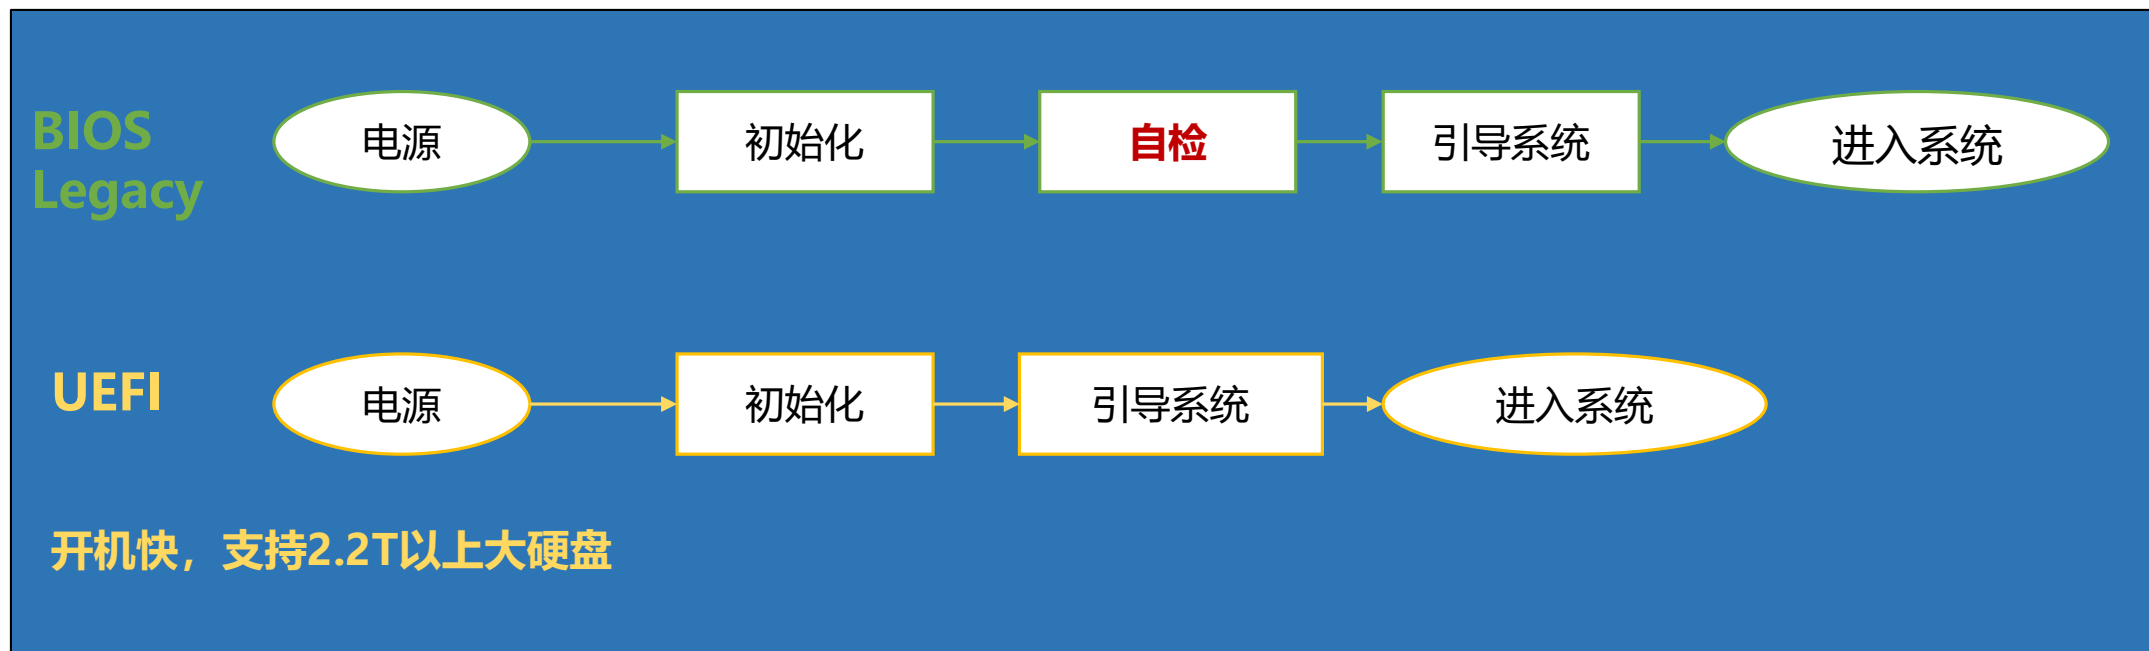 BIOS
Legacy
电源
初始化
自检
引导系统
进入系统
UEFI
电源
初始化
引导系统
进入系统
开机快，支持2.2T以上大硬盘